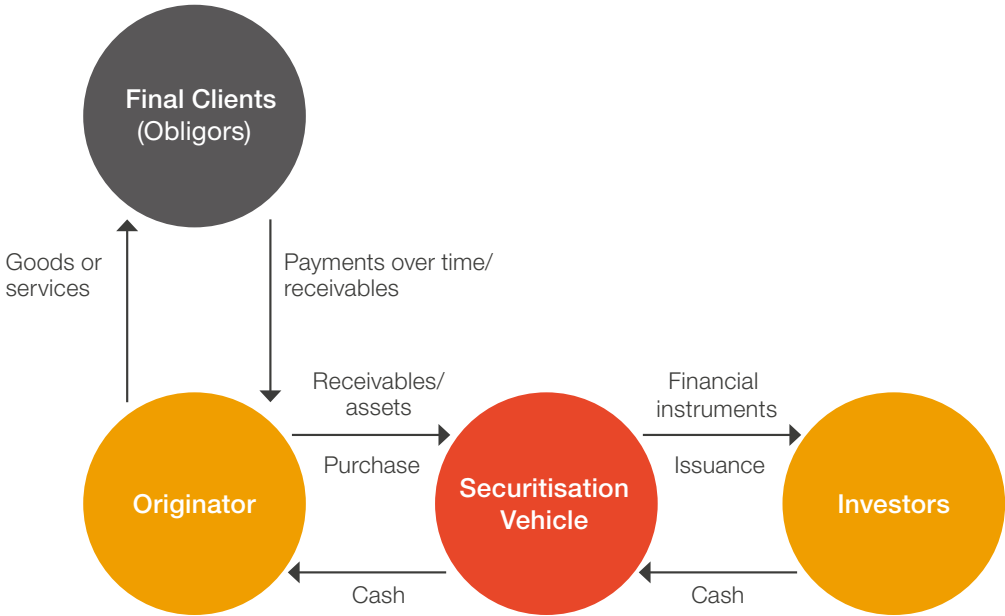 Final Clients
(Obligors)
Goods or
services
Payments over time/
receivables
Receivables/
assets
Purchase
Financial
instruments
Issuance
Originator
Securitisation
Vehicle
Investors
Cash
Cash